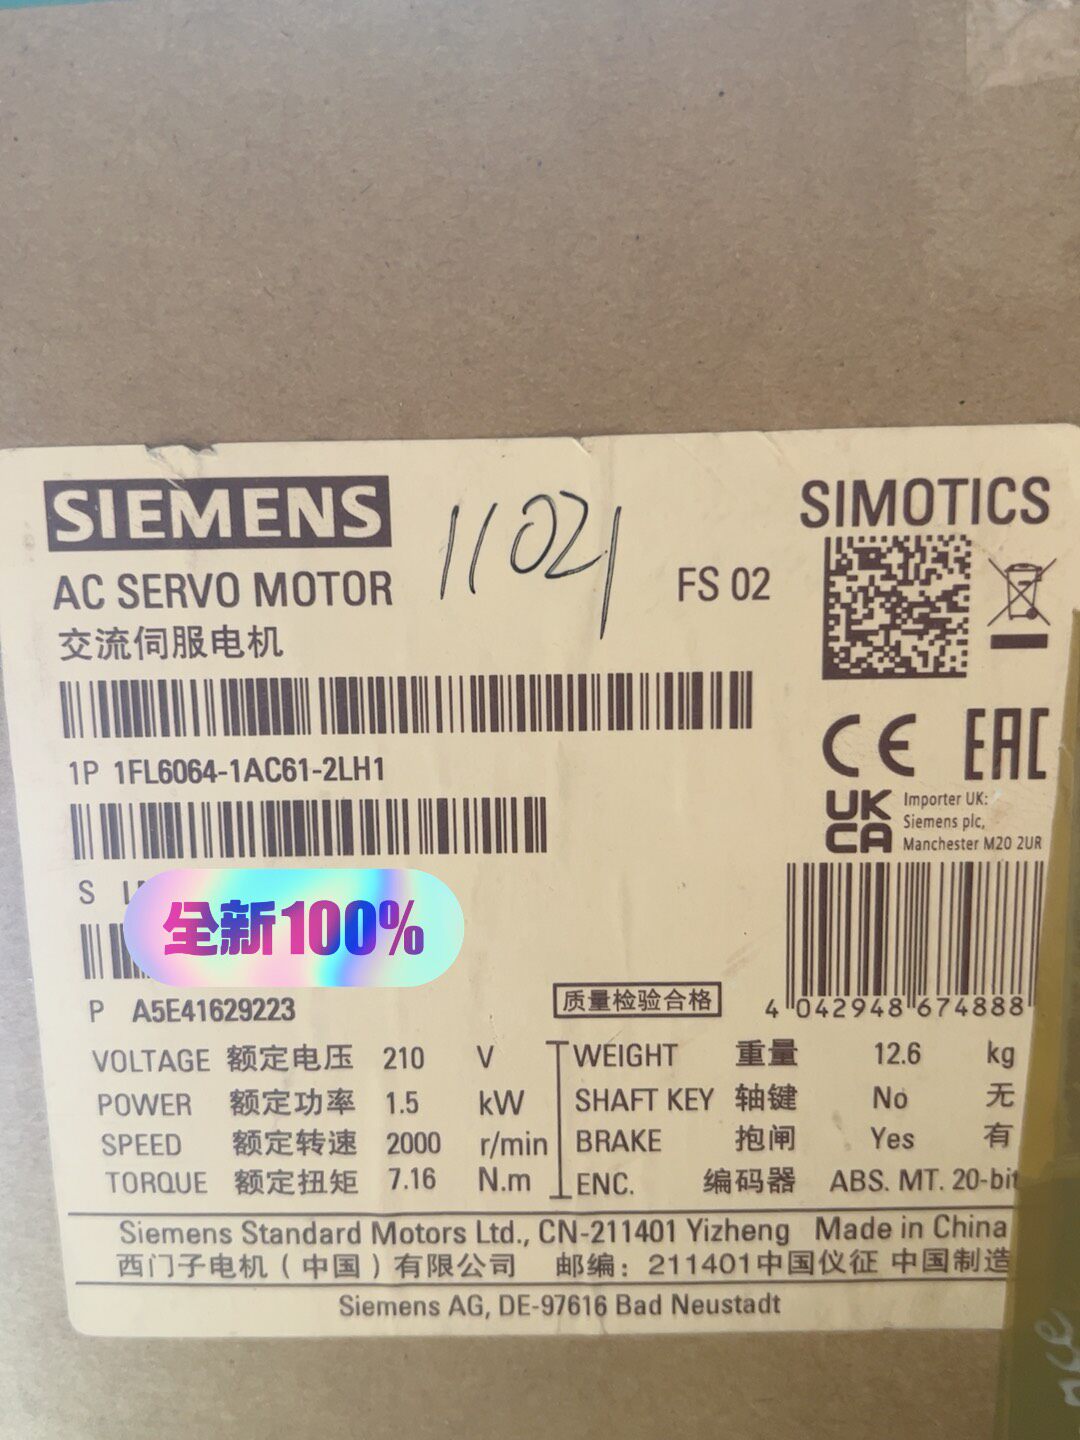 SIEMENS
11021
SIMOTICS
AC SERVO MOTOR
FS 02
交流伺服电机
1P 1FL6064-1AC61-2LH1
CE EAC
UK CA
Importer UK:
Siemens plc,
Manchester M20 2UR
S
全新100%
P A5E41629223
质量检验合格
4 042948 674888
VOLTAGE 额定电压 210 V
POWER 额定功率 1.5 kW
SPEED 额定转速 2000 r/min
TORQUE 额定扭矩 7.16 N.m
WEIGHT 重量 12.6 kg
SHAFT KEY 轴键 No 无
BRAKE 抱闸 Yes 有
ENC. 编码器 ABS. MT. 20-bit
Siemens Standard Motors Ltd., CN-211401 Yizheng Made in China
西门子电机(中国)有限公司 邮编: 211401中国仪征 中国制造
Siemens AG, DE-97616 Bad Neustadt